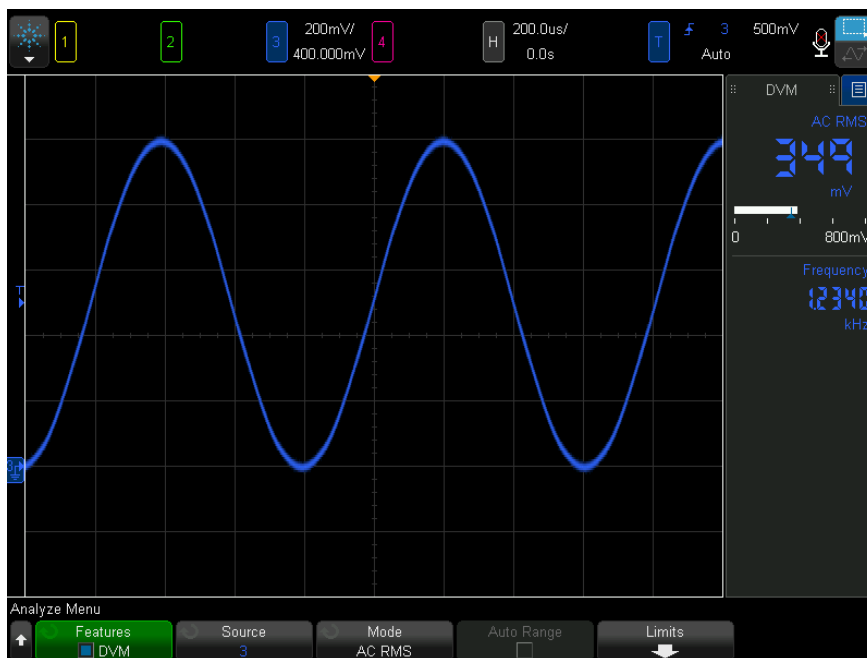 1
2
3
200mV/
400.000mV
4
H
200.0us/
0.0s
T
3
500mV
Auto
DVM
AC RMS
349
mV
0
800mV
Frequency
1.2340
kHz
T
3
Analyze Menu
Features
DVM
Source
3
Mode
AC RMS
Auto Range
Limits